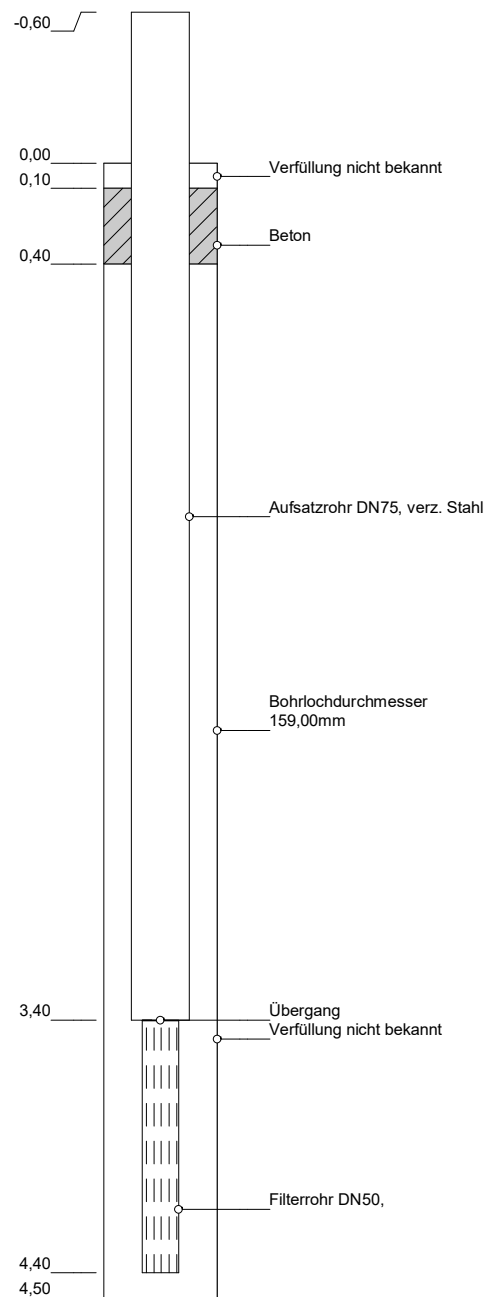 -0,60
0,00
Verfüllung nicht bekannt
0,10
Beton
0,40
Aufsatzrohr DN75, verz. Stahl
Bohrlochdurchmesser
159,00mm
3,40
Übergang
Verfüllung nicht bekannt
Filterrohr DN50,
4,40
4,50